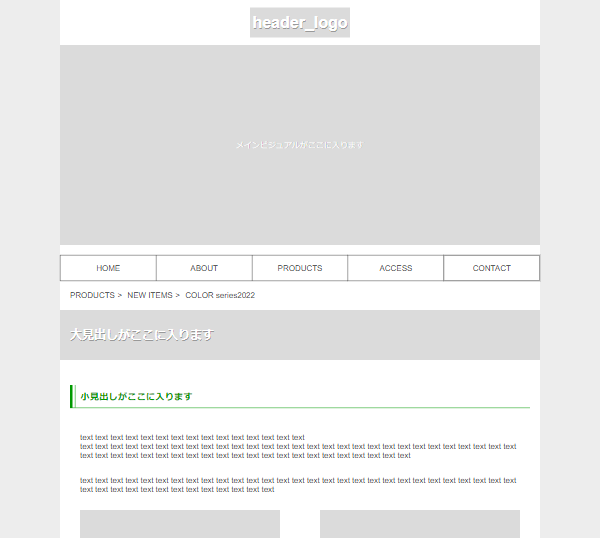 header_logo
メインビジュアルがここに入ります
HOME ABOUT PRODUCTS ACCESS CONTACT
PRODUCTS > NEW ITEMS > COLOR series2022
大見出しがここに入ります
小見出しがここに入ります
text text text text text text text text text text text text text text text
text text text text text text text text text text text text text text text text text text text text text text text text text text text text text
text text text text text text text text text text text text text text text text text text text text text text
text text text text text text text text text text text text text text text text text text text text text text text text text text text text text
text text text text text text text text text text text text text